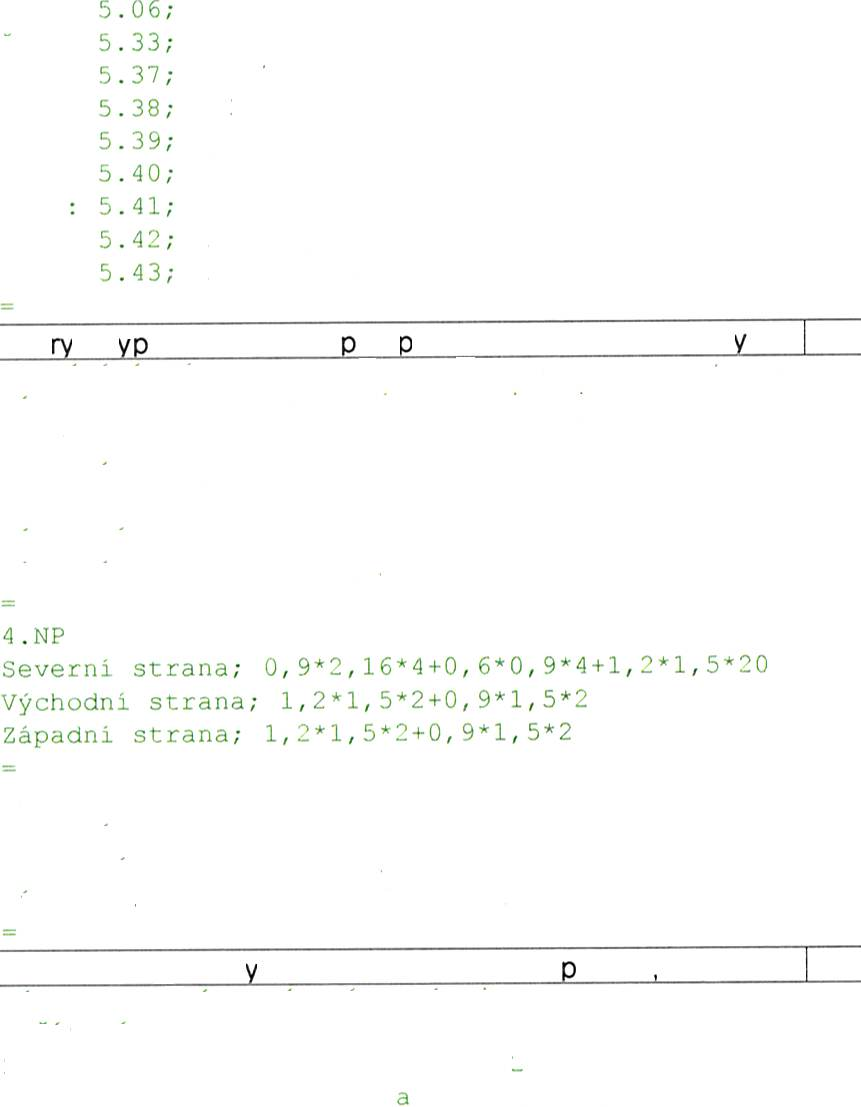 5.06;
5.33;
5.37;
5.38;
5.39;
5.40;
: 5.41;
5.42;
5.43;
=
ry yp p p y
=
4.NP
Severní strana; 0,9*2,16*4+0,6*0,9*4+1,2*1,5*20
Východní strana; 1,2*1,5*2+0,9*1,5*2
Západní strana; 1,2*1,5*2+0,9*1,5*2
=
=
y p ,
a